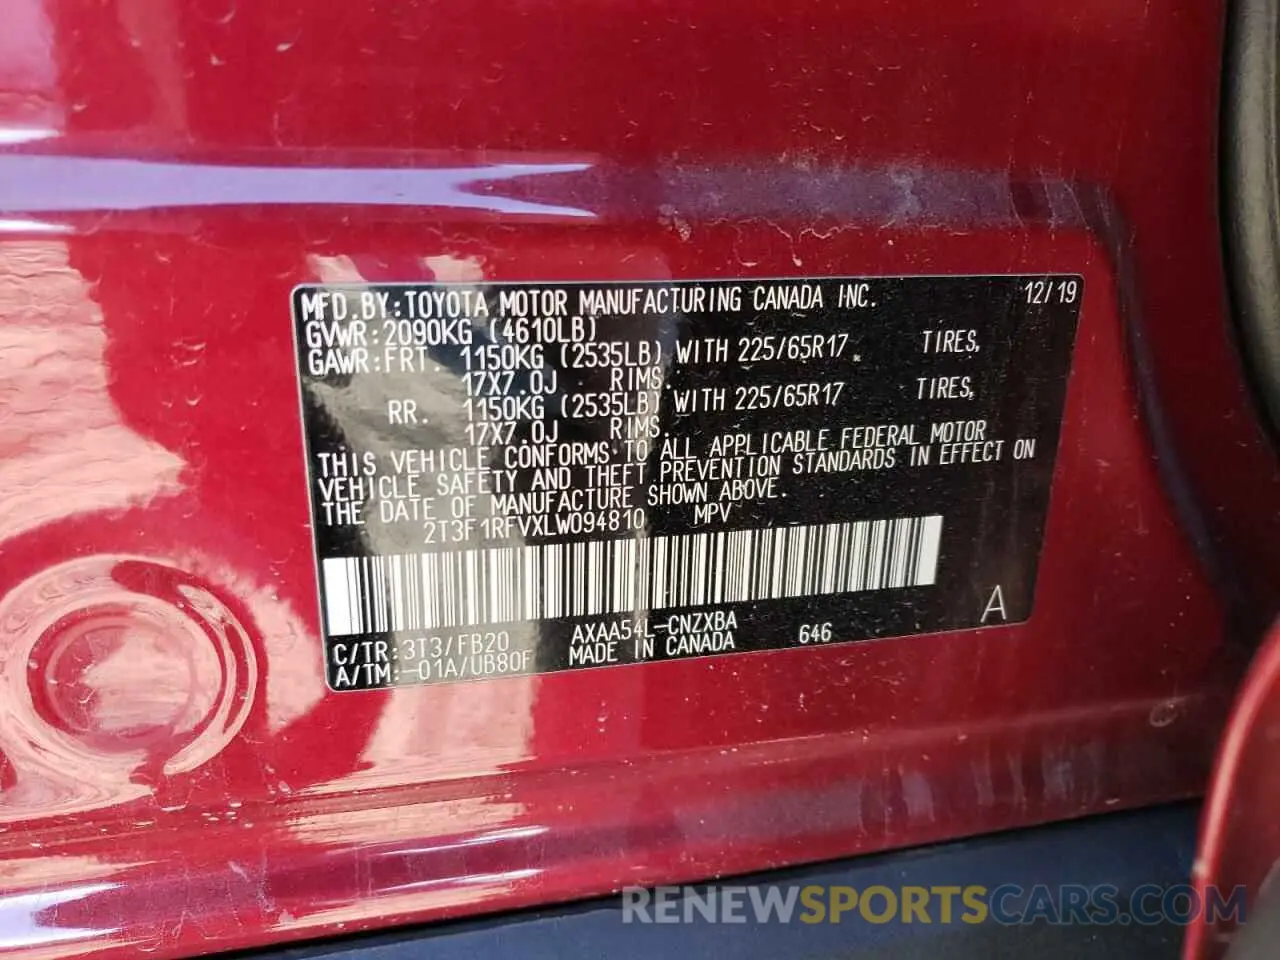 MFD.BY:TOYOTA MOTOR MANUFACTURING CANADA INC. 12/19
GVWR:2090KG (4610LB)
GAWR:FRT. 1150KG (2535LB) WITH 225/65R17 TIRES,
17X7.0J RIMS.
RR. 1150KG (2535LB) WITH 225/65R17 TIRES,
17X7.0J RIMS.
THIS VEHICLE CONFORMS TO ALL APPLICABLE FEDERAL MOTOR
VEHICLE SAFETY AND THEFT PREVENTION STANDARDS IN EFFECT ON
THE DATE OF MANUFACTURE SHOWN ABOVE.
2T3F1RFVXLW094810 MPV
C/TR:3T3/FB20 AXAA54L-CNZXBA 646 A
A/TM:-01A/UB80F MADE IN CANADA
RENEWSPORTSCARS.COM